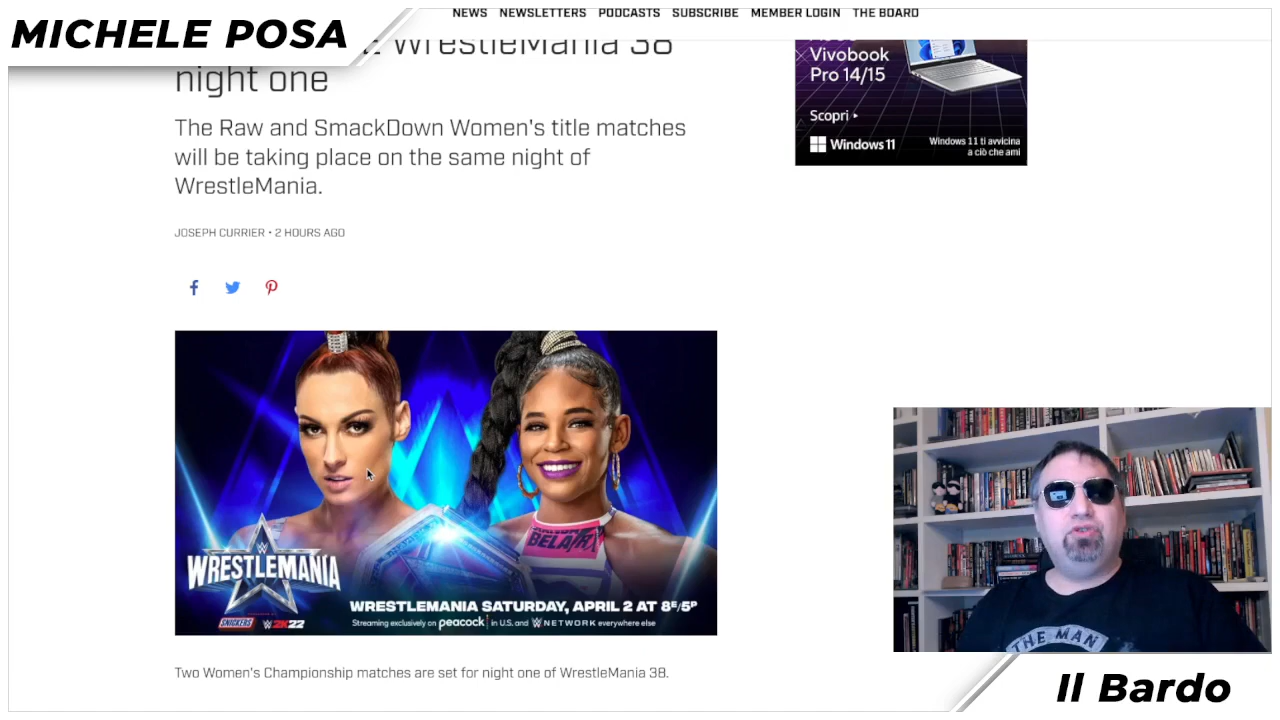 MICHELE POSA
NEWS NEWSLETTERS PODCASTS SUBSCRIBE MEMBER LOGIN THE BOARD
WrestleMania 38
night one
The Raw and SmackDown Women's title matches
will be taking place on the same night of
WrestleMania.
JOSEPH CURRIER • 2 HOURS AGO
Vivobook
Pro 14/15
Scopri
Windows 11
Windows 11 ti avvicina
a ciò che ami
BELAIR
WRESTLEMANIA
SNICKERS W2K22
WRESTLEMANIA SATURDAY, APRIL 2 AT 8E/5P
Streaming exclusively on peacock in U.S. and W NETWORK everywhere else
Two Women's Championship matches are set for night one of WrestleMania 38.
THE MAN
Il Bardo